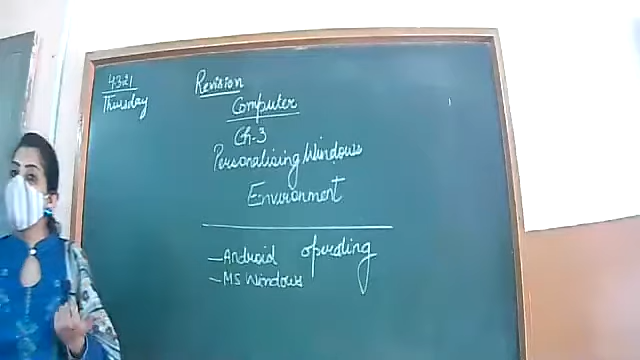 4.3.21
Thursday
Revision
Computer
Ch-3
Personalising Windows
Environment
- Android operating
- MS Windows